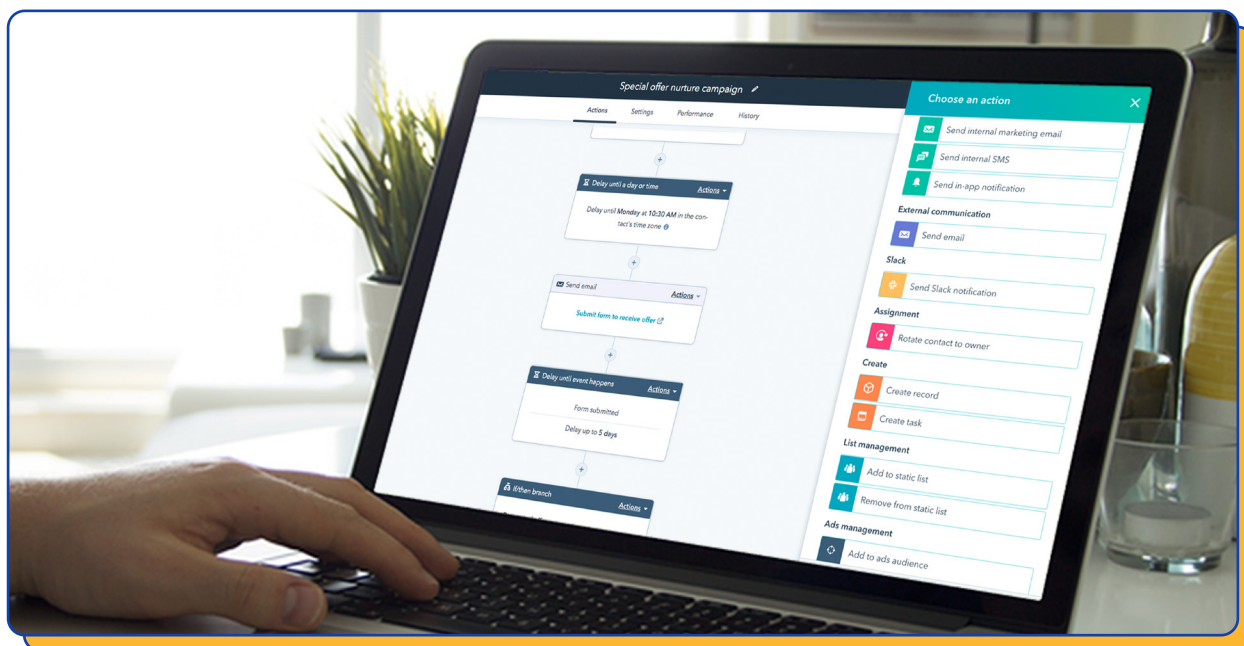 Special offer nurture campaign
Actions
Settings
Performance
History
Delay until a day or time
Actions
Delay until Monday at 10:30 AM in the con-
tact's time zone
Send email
Actions
Submit form to receive offer
Delay until event happens
Actions
Form submitted
Delay up to 5 days
If/then branch
Actions
Choose an action
Send internal marketing email
Send internal SMS
Send in-app notification
External communication
Send email
Slack
Send Slack notification
Assignment
Rotate contact to owner
Create
Create record
Create task
List management
Add to static list
Remove from static list
Ads management
Add to ads audience